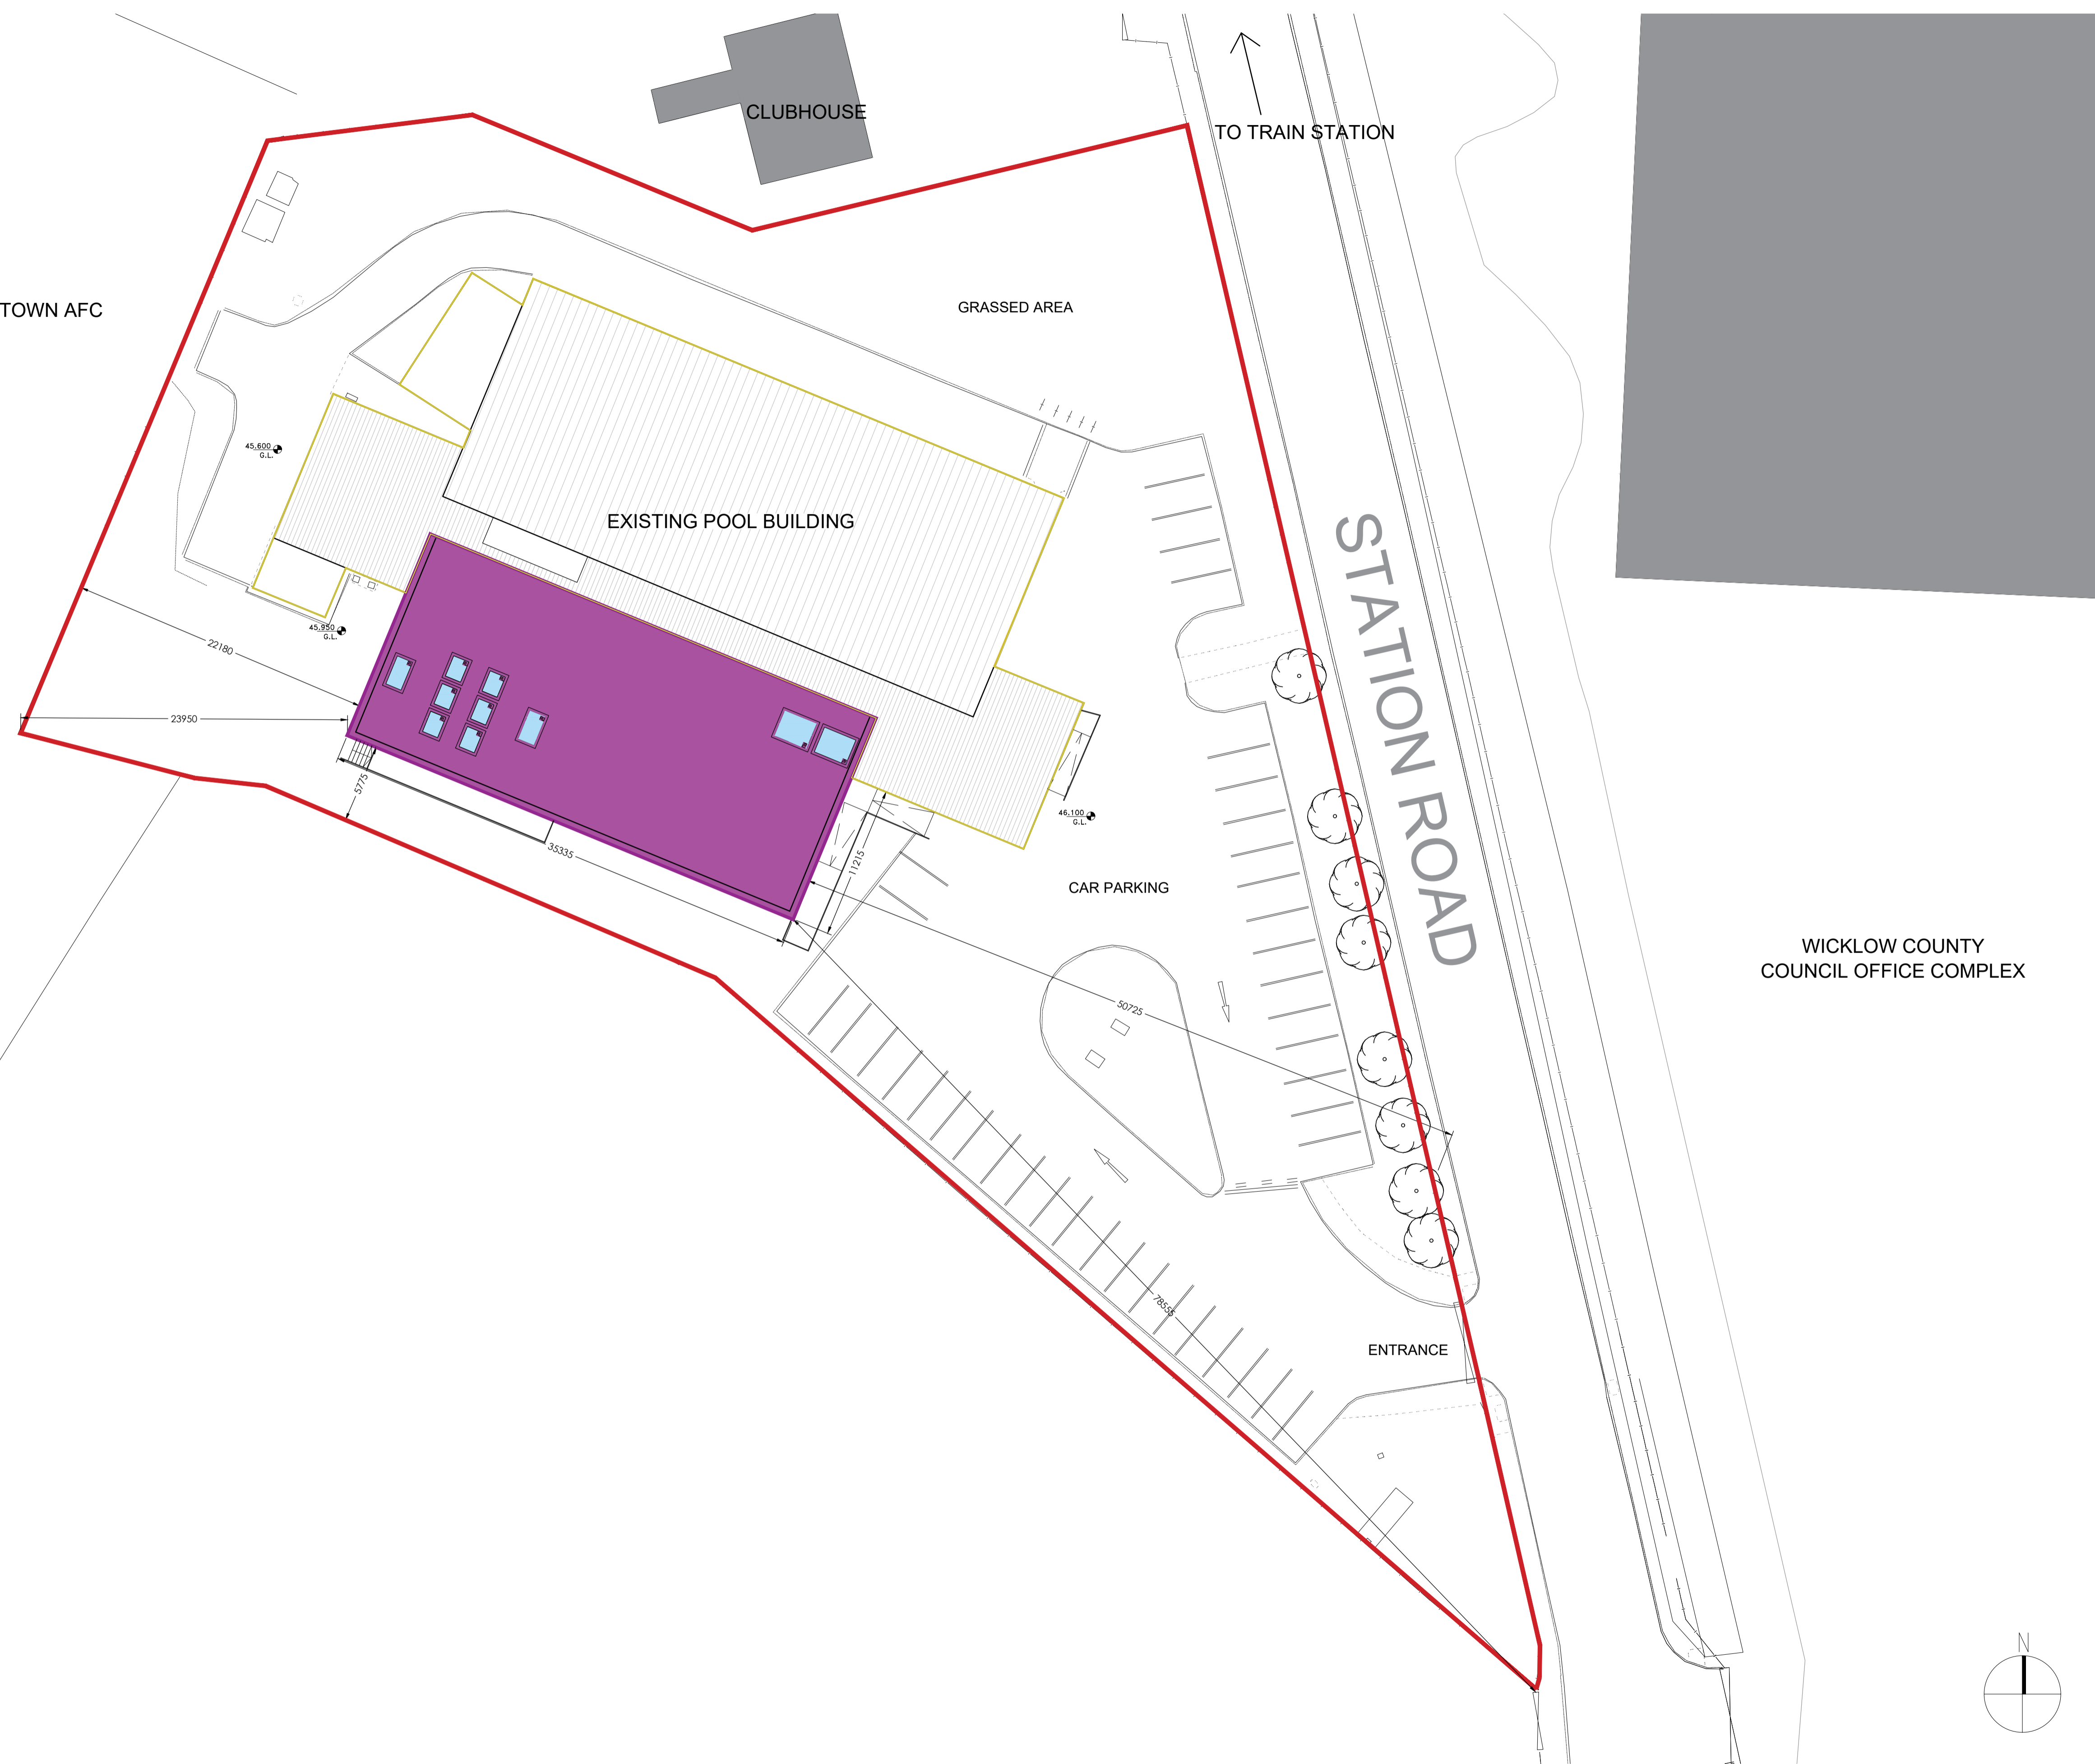 CLUBHOUSE
TO TRAIN STATION
TOWN AFC
GRASSED AREA
45,600
G.L.
EXISTING POOL BUILDING
STATION ROAD
45,950
G.L.
22180
23950
5775
46,100
G.L.
35335
11215
CAR PARKING
WICKLOW COUNTY
COUNCIL OFFICE COMPLEX
50725
78555
ENTRANCE
N